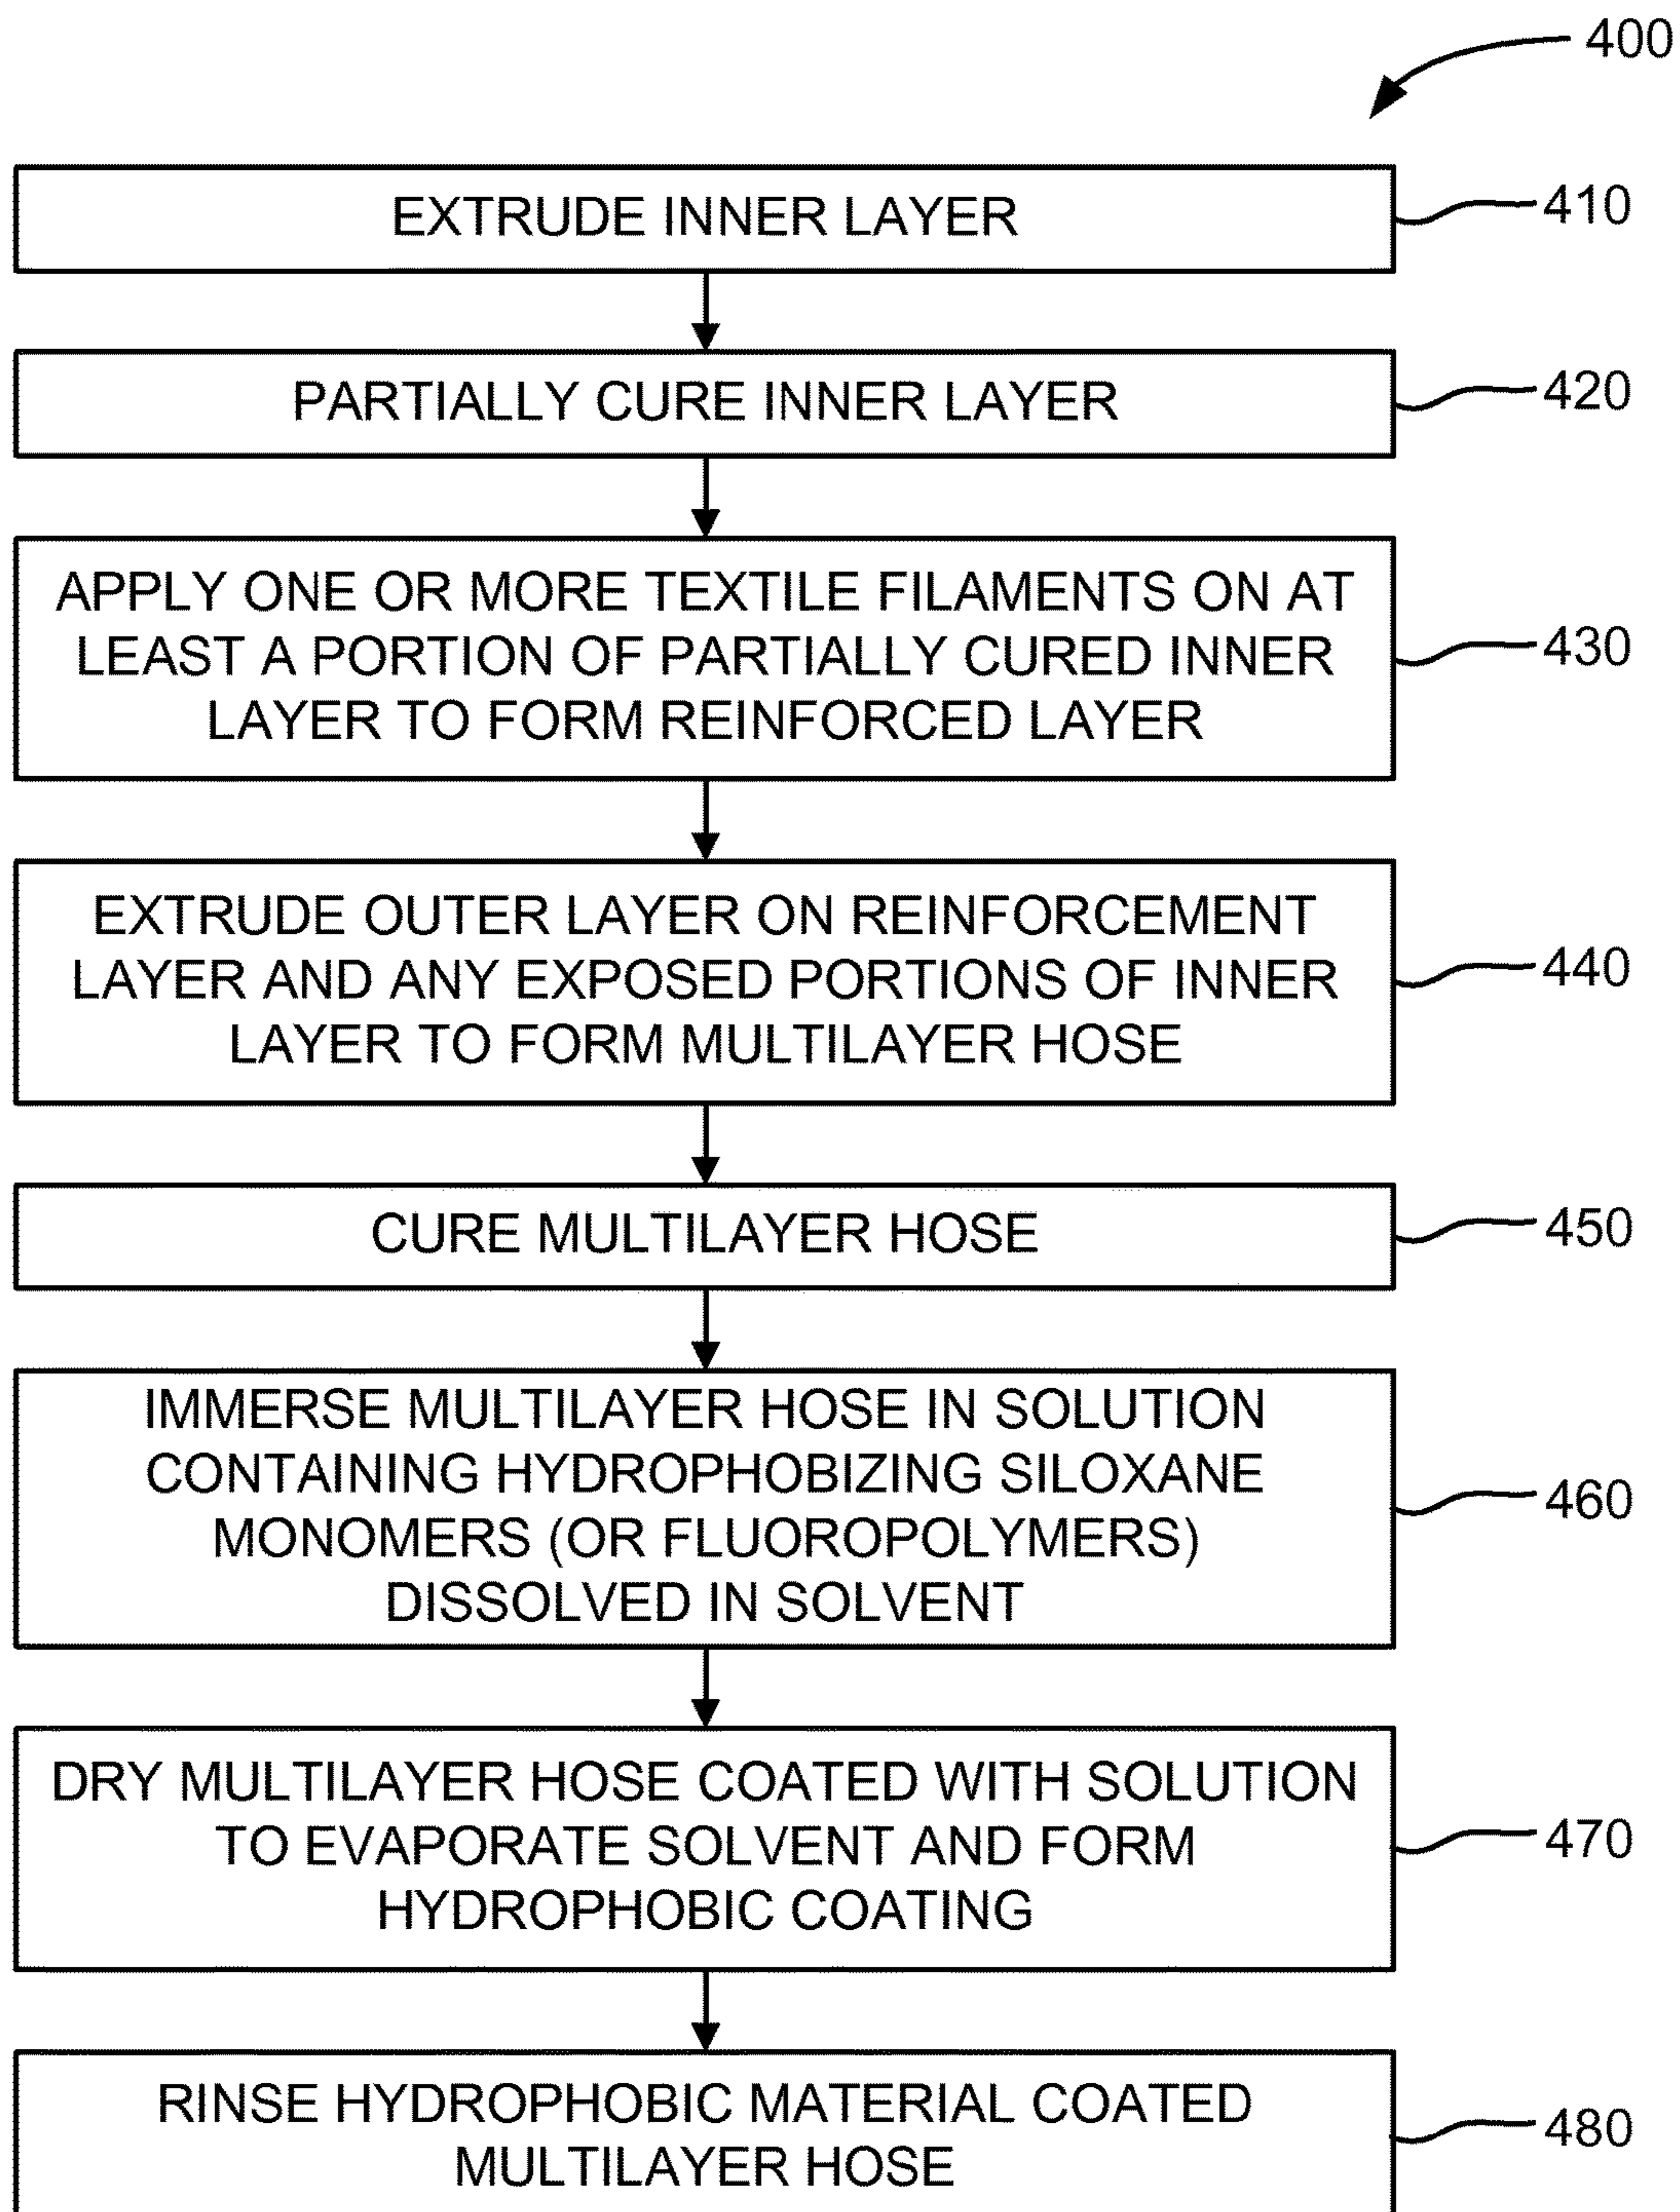 400
EXTRUDE INNER LAYER
410
PARTIALLY CURE INNER LAYER
420
APPLY ONE OR MORE TEXTILE FILAMENTS ON AT
LEAST A PORTION OF PARTIALLY CURED INNER
LAYER TO FORM REINFORCED LAYER
430
EXTRUDE OUTER LAYER ON REINFORCEMENT
LAYER AND ANY EXPOSED PORTIONS OF INNER
LAYER TO FORM MULTILAYER HOSE
440
CURE MULTILAYER HOSE
450
IMMERSE MULTILAYER HOSE IN SOLUTION
CONTAINING HYDROPHOBIZING SILOXANE
MONOMERS (OR FLUOROPOLYMERS)
DISSOLVED IN SOLVENT
460
DRY MULTILAYER HOSE COATED WITH SOLUTION
TO EVAPORATE SOLVENT AND FORM
HYDROPHOBIC COATING
470
RINSE HYDROPHOBIC MATERIAL COATED
MULTILAYER HOSE
480